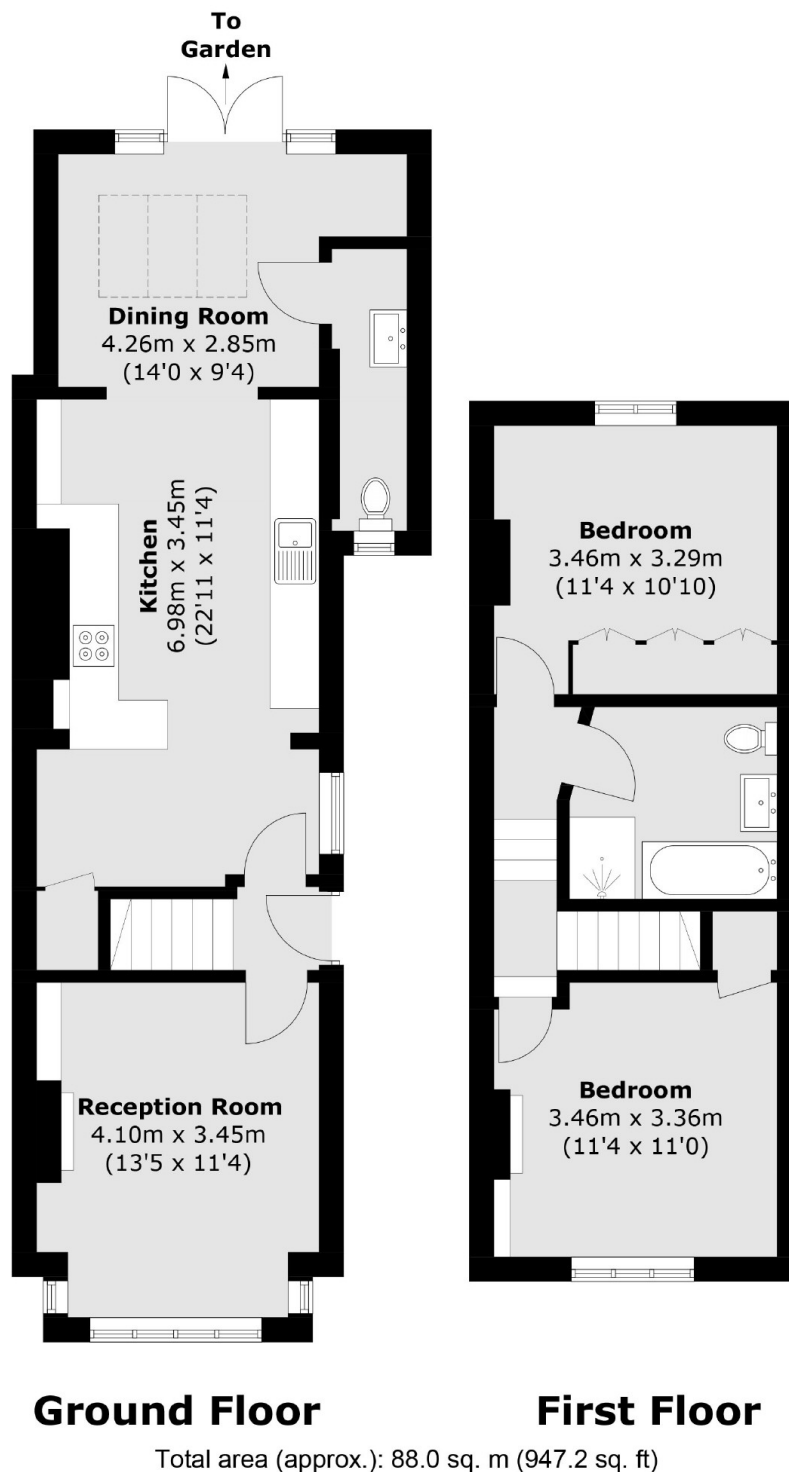 To
Garden
Dining Room
4.26m x 2.85m
(14'0 x 9'4)
Kitchen
6.98m x 3.45m
(22'11 x 11'4)
Reception Room
4.10m x 3.45m
(13'5 x 11'4)
Bedroom
3.46m x 3.29m
(11'4 x 10'10)
Bedroom
3.46m x 3.36m
(11'4 x 11'0)
Ground Floor
First Floor
Total area (approx.): 88.0 sq. m (947.2 sq. ft)